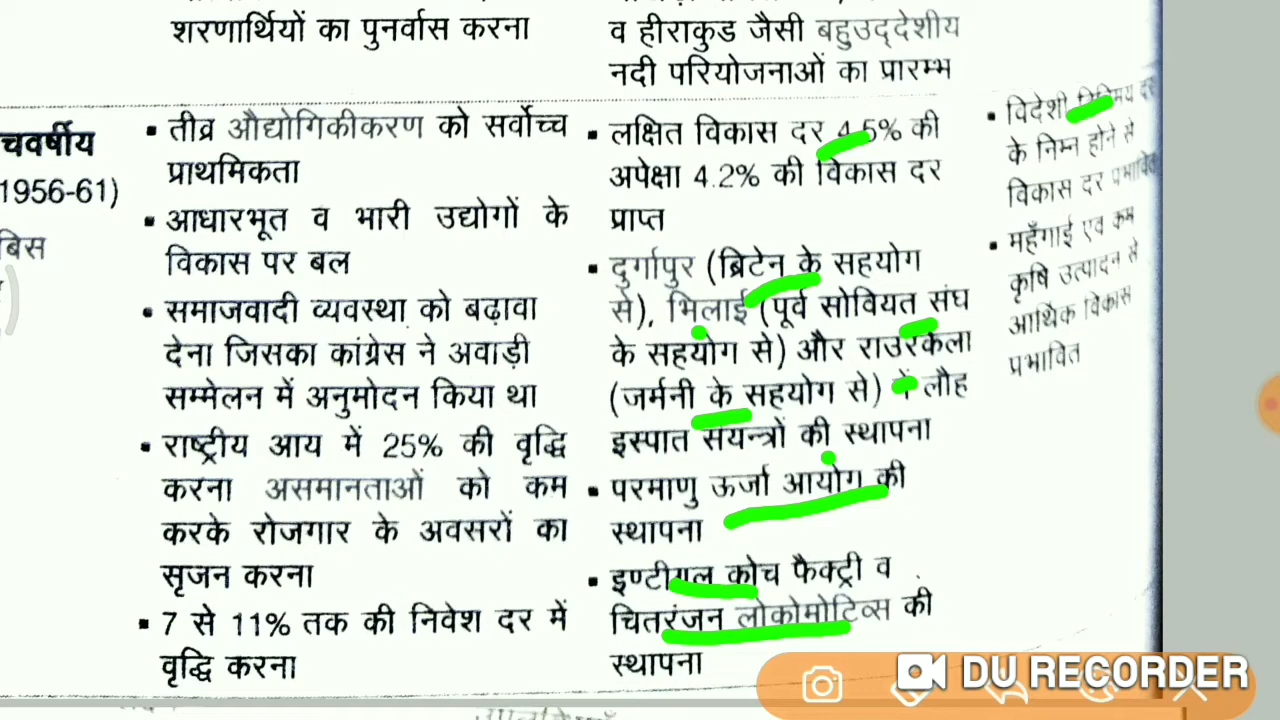 शरणार्थियों का पुनर्वास करना
व हीराकुड जैसी बहुउद्देशीय
नदी परियोजनाओं का प्रारम्भ
चवर्षीय
1956-61)
बिस
▪ तीव्र औद्योगिकीकरण को सर्वोच्च
प्राथमिकता
▪ आधारभूत व भारी उद्योगों के
विकास पर बल
▪ समाजवादी व्यवस्था को बढ़ावा
देना जिसका कांग्रेस ने अवाड़ी
सम्मेलन में अनुमोदन किया था
▪ राष्ट्रीय आय में 25% की वृद्धि
करना असमानताओं को कम
करके रोजगार के अवसरों का
सृजन करना
▪ 7 से 11% तक की निवेश दर में
वृद्धि करना
▪ लक्षित विकास दर 4.5% की
अपेक्षा 4.2% की विकास दर
प्राप्त
▪ दुर्गापुर (ब्रिटेन के सहयोग
से), भिलाई (पूर्व सोवियत संघ
के सहयोग से) और राउरकेला
(जर्मनी के सहयोग से) में लौह
इस्पात संयन्त्रों की स्थापना
▪ परमाणु ऊर्जा आयोग की
स्थापना
▪ इण्टीग्रल कोच फैक्ट्री व
चितरंजन लोकोमोटिव्स की
स्थापना
▪ विदेशी विनिमय दर
के निम्न होने से
विकास दर प्रभावित
▪ महँगाई एवं कम
कृषि उत्पादन से
आर्थिक विकास
प्रभावित
DU RECORDER